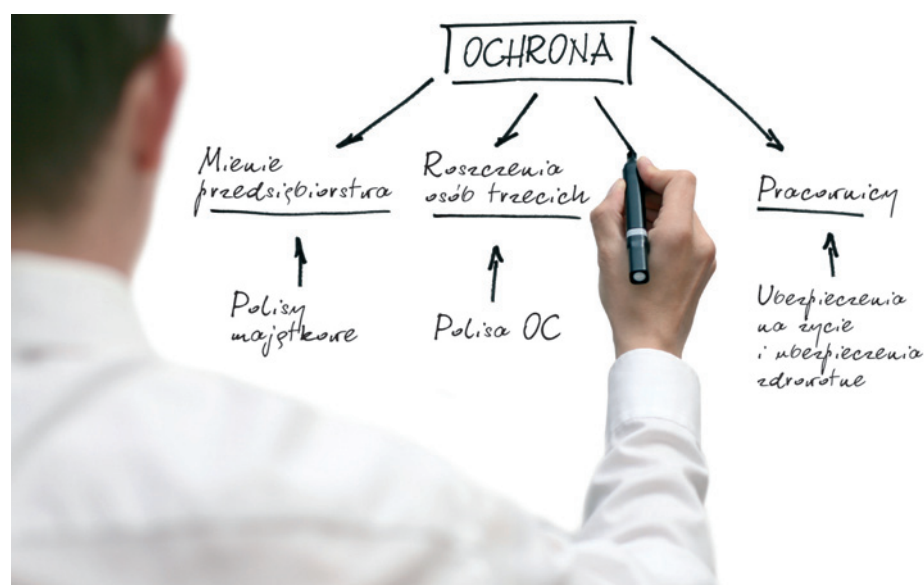 OCHRONA
Mienie
przedsiębiorstwa
Roszczenia
osób trzecich
Pracownicy
Polisy
majątkowe
Polisa OC
Ubezpieczenia
na życie
i ubezpieczenia
zdrowotne